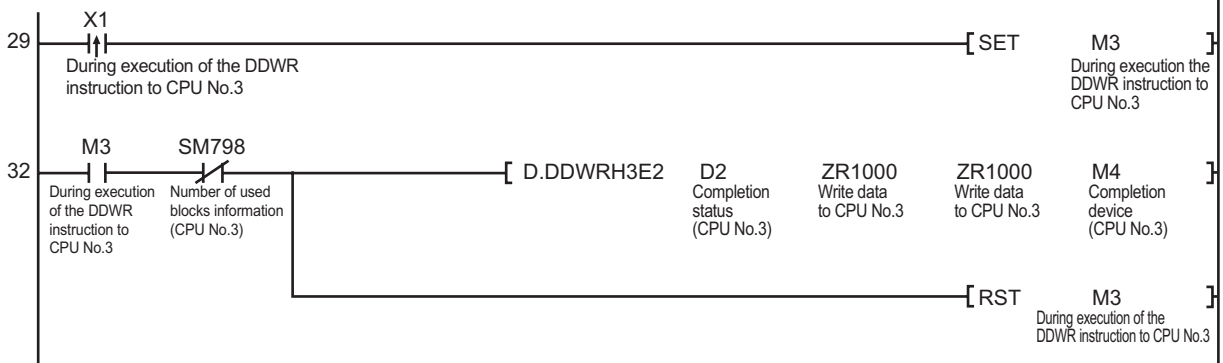 X1
29
SET M3
During execution of the DDWR
instruction to CPU No.3
During execution the
DDWR instruction to
CPU No.3
M3 SM798
32
D.DDWRH3E2 D2 ZR1000 ZR1000 M4
During execution
of the DDWR
instruction to
CPU No.3
Number of used
blocks information
(CPU No.3)
Completion
status
(CPU No.3)
Write data
to CPU No.3
Write data
to CPU No.3
Completion
device
(CPU No.3)
RST M3
During execution of the
DDWR instruction to CPU No.3